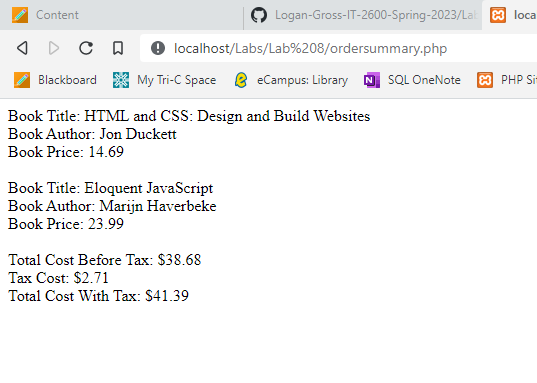 Content
Logan-Gross-IT-2600-Spring-2023/Lab
loca
localhost/Labs/Lab%208/ordersummary.php
Blackboard
My Tri-C Space
eCampus: Library
SQL OneNote
PHP Sit
Book Title: HTML and CSS: Design and Build Websites
Book Author: Jon Duckett
Book Price: 14.69
Book Title: Eloquent JavaScript
Book Author: Marijn Haverbeke
Book Price: 23.99
Total Cost Before Tax: $38.68
Tax Cost: $2.71
Total Cost With Tax: $41.39